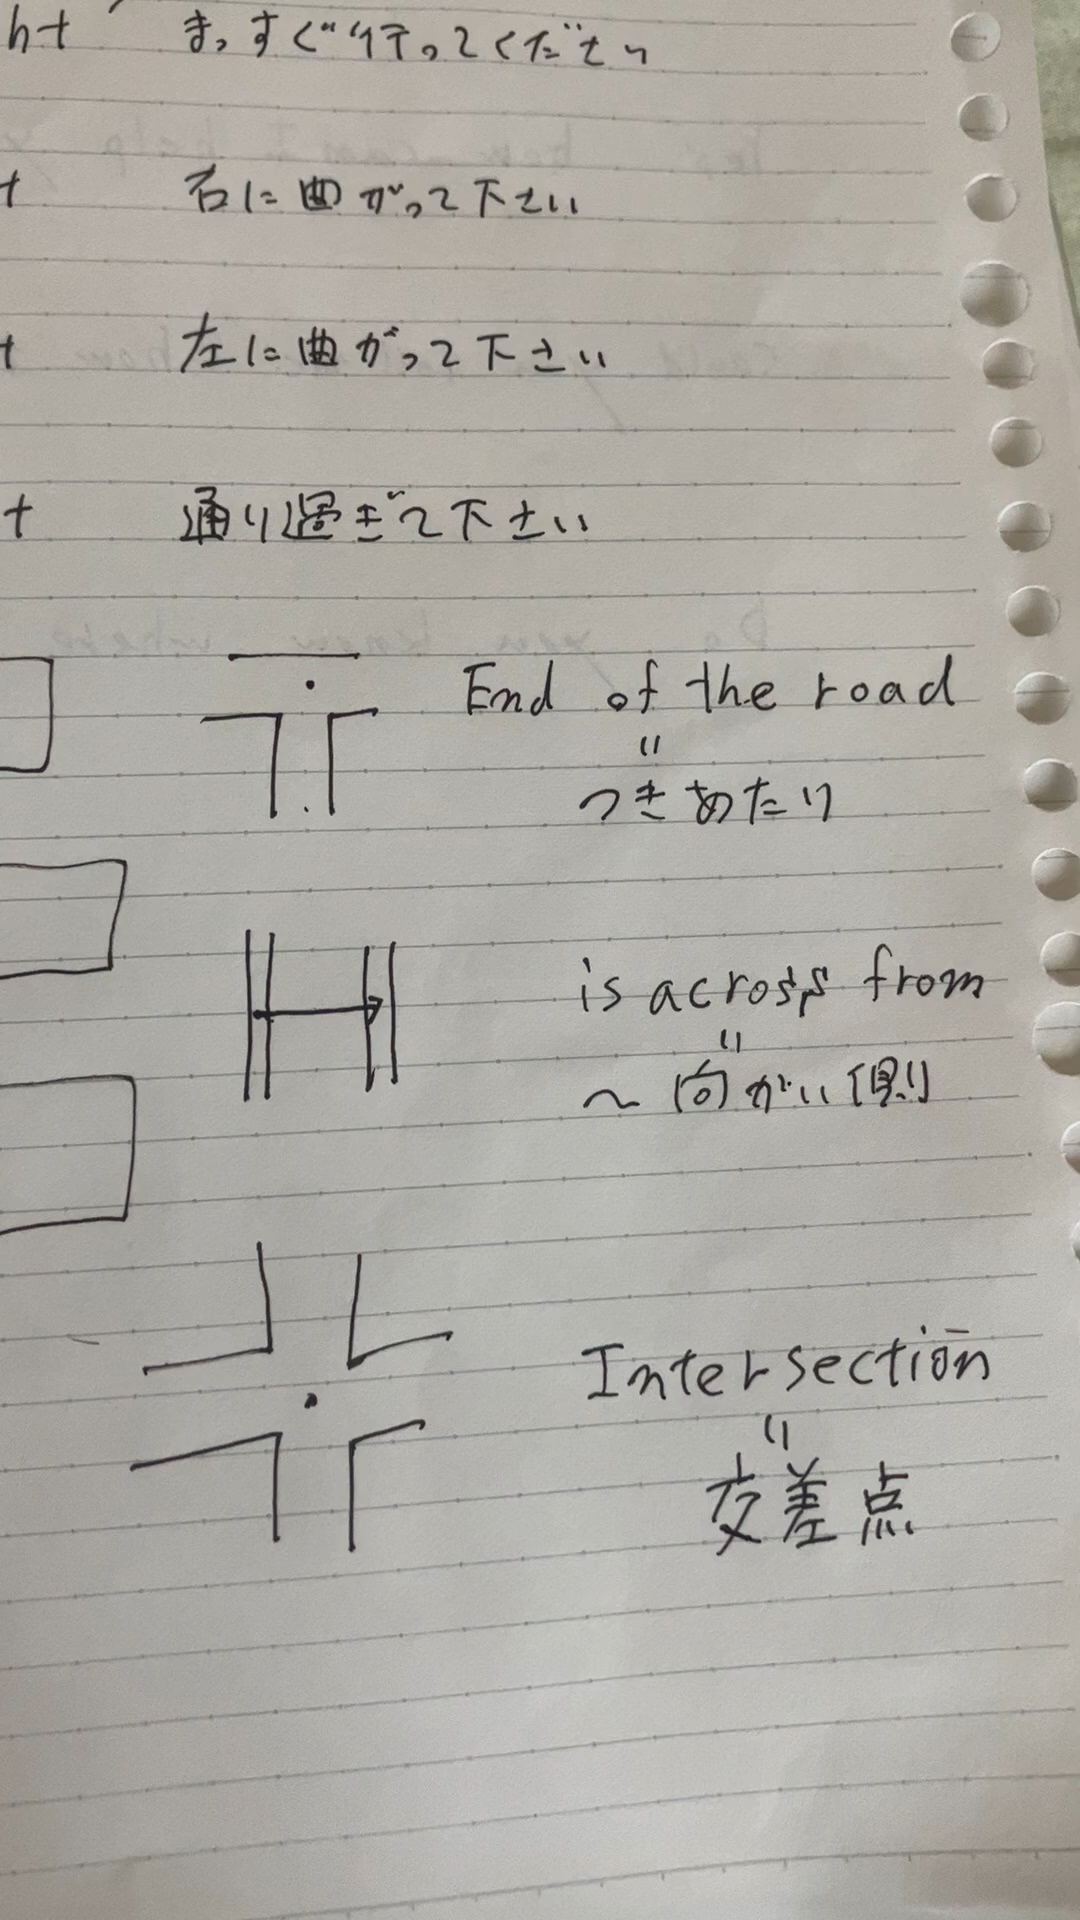 ht まっすぐ行ってください
t 右に曲がって下さい
t 左に曲がって下さい
t 通り過ぎて下さい
End of the road
〃
つきあたり
is across from
〃
〜向がい側
Intersection
〃
交差点